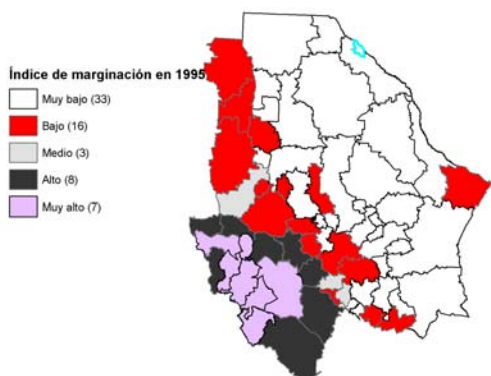 Índice de marginación en 1995
Muy bajo (33)
Bajo (16)
Medio (3)
Alto (8)
Muy alto (7)